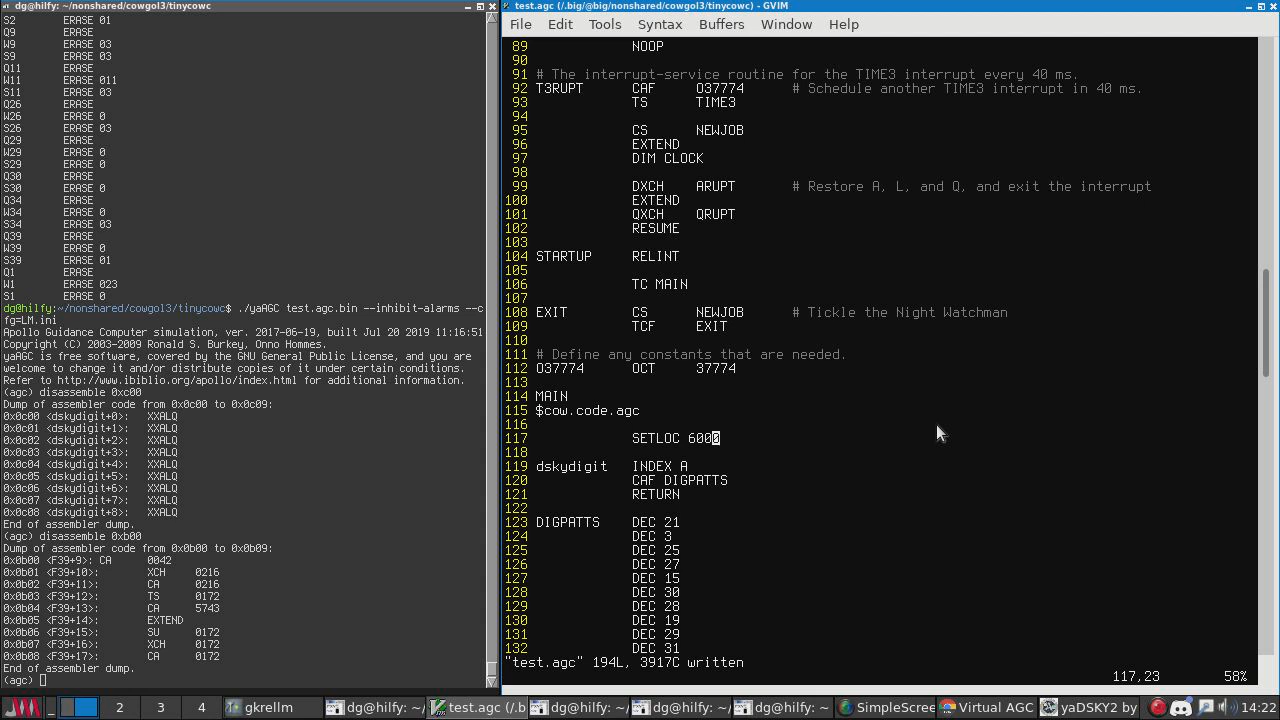 dg@hilfy: ~/nonshared/cowgol3/tinycowc
S2 ERASE 01
Q9 ERASE
W9 ERASE 03
S9 ERASE 03
Q11 ERASE
W11 ERASE 011
S11 ERASE 03
Q26 ERASE
W26 ERASE 0
S26 ERASE 03
Q29 ERASE
W29 ERASE 0
S29 ERASE 0
Q30 ERASE
S30 ERASE 0
Q34 ERASE
W34 ERASE 0
S34 ERASE 03
Q39 ERASE
W39 ERASE 0
S39 ERASE 01
Q1 ERASE
W1 ERASE 023
S1 ERASE 0
dg@hilfy:~/nonshared/cowgol3/tinycowc$ ./yaAGC test.agc.bin --inhibit-alarms --c
fg=LM.ini
Apollo Guidance Computer simulation, ver. 2017-06-19, built Jul 20 2019 11:16:51
Copyright (C) 2003-2009 Ronald S. Burkey, Onno Hommes.
yaAGC is free software, covered by the GNU General Public License, and you are
welcome to change it and/or distribute copies of it under certain conditions.
Refer to http://www.ibiblio.org/apollo/index.html for additional information.
(agc) disassemble 0xc00
Dump of assembler code from 0x0c00 to 0x0c09:
0x0c00 <dskydigit+0>: XXALQ
0x0c01 <dskydigit+1>: XXALQ
0x0c02 <dskydigit+2>: XXALQ
0x0c03 <dskydigit+3>: XXALQ
0x0c04 <dskydigit+4>: XXALQ
0x0c05 <dskydigit+5>: XXALQ
0x0c06 <dskydigit+6>: XXALQ
0x0c07 <dskydigit+7>: XXALQ
0x0c08 <dskydigit+8>: XXALQ
End of assembler dump.
(agc) disassemble 0xb00
Dump of assembler code from 0x0b00 to 0x0b09:
0x0b00 <F39+9>: CA 0042
0x0b01 <F39+10>: XCH 0216
0x0b02 <F39+11>: CA 0216
0x0b03 <F39+12>: TS 0172
0x0b04 <F39+13>: CA 5743
0x0b05 <F39+14>: EXTEND
0x0b06 <F39+15>: SU 0172
0x0b07 <F39+16>: XCH 0172
0x0b08 <F39+17>: CA 0172
End of assembler dump.
(agc)
test.agc (/.big/@big/nonshared/cowgol3/tinycowc) - GVIM
File Edit Tools Syntax Buffers Window Help
89 NOOP
90
91 # The interrupt-service routine for the TIME3 interrupt every 40 ms.
92 T3RUPT CAF O37774 # Schedule another TIME3 interrupt in 40 ms.
93 TS TIME3
94
95 CS NEWJOB
96 EXTEND
97 DIM CLOCK
98
99 DXCH ARUPT # Restore A, L, and Q, and exit the interrupt
100 EXTEND
101 QXCH QRUPT
102 RESUME
103
104 STARTUP RELINT
105
106 TC MAIN
107
108 EXIT CS NEWJOB # Tickle the Night Watchman
109 TCF EXIT
110
111 # Define any constants that are needed.
112 O37774 OCT 37774
113
114 MAIN
115 $cow.code.agc
116
117 SETLOC 6000
118
119 dskydigit INDEX A
120 CAF DIGPATTS
121 RETURN
122
123 DIGPATTS DEC 21
124 DEC 3
125 DEC 25
126 DEC 27
127 DEC 15
128 DEC 30
129 DEC 28
130 DEC 19
131 DEC 29
132 DEC 31
"test.agc" 194L, 3917C written
117,23 58%
2 3 4 gkrellm dg@hilfy: ~/ test.agc (/.b dg@hilfy: ~/ dg@hilfy: ~/ dg@hilfy: ~/ SimpleScree Virtual AGC yaDSKY2 by 14:22